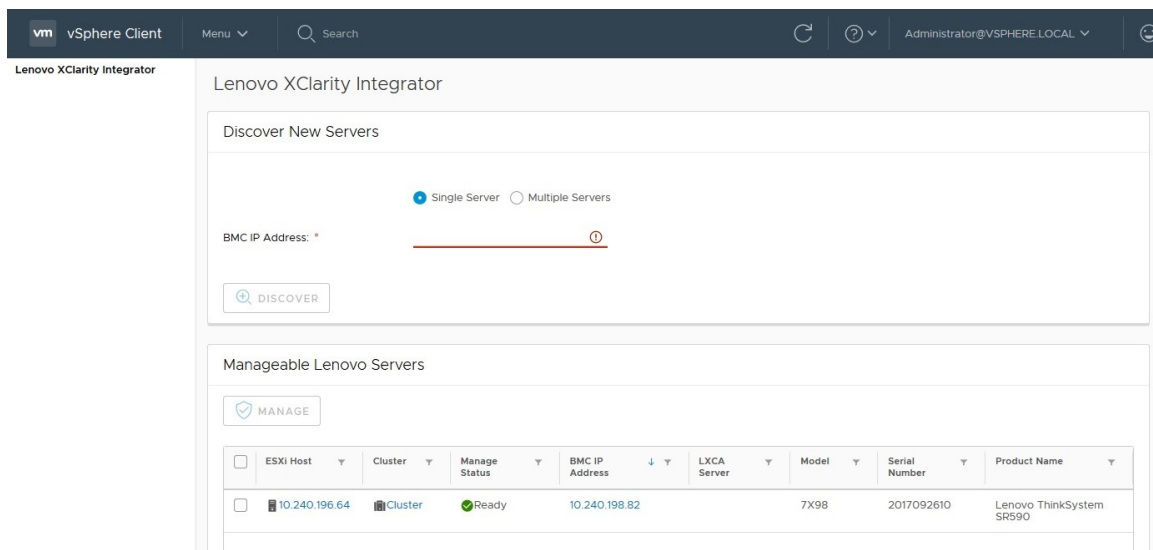 vm vSphere Client Menu Search Administrator@VSPHERE.LOCAL
Lenovo XClarity Integrator
Lenovo XClarity Integrator
Discover New Servers
Single Server Multiple Servers
BMC IP Address: *
DISCOVER
Manageable Lenovo Servers
MANAGE
ESXi Host Cluster Manage Status BMC IP Address LXCA Server Model Serial Number Product Name
10.240.196.64 Cluster Ready 10.240.198.82 7X98 2017092610 Lenovo ThinkSystem
SR590